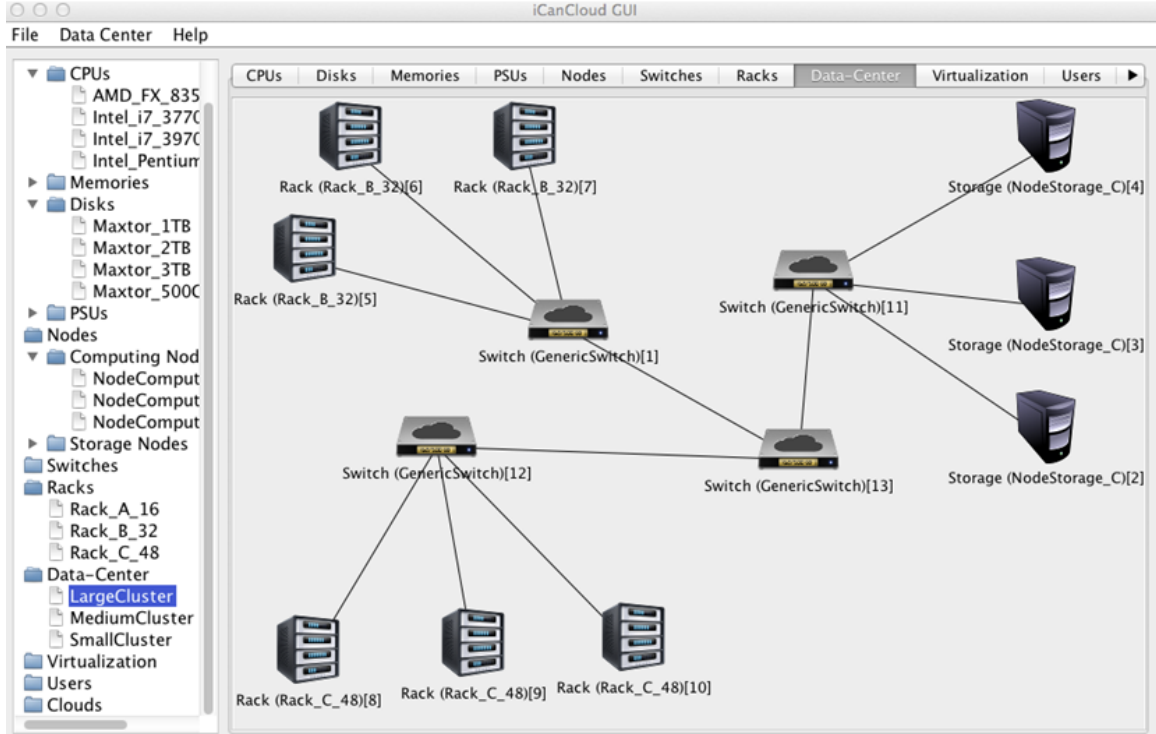 iCanCloud GUI
File Data Center Help
CPUs
AMD_FX_835
Intel_i7_3770
Intel_i7_3970
Intel_Pentium
Memories
Disks
Maxtor_1TB
Maxtor_2TB
Maxtor_3TB
Maxtor_500G
PSUs
Nodes
Computing Nod
NodeComput
NodeComput
NodeComput
Storage Nodes
Switches
Racks
Rack_A_16
Rack_B_32
Rack_C_48
Data-Center
LargeCluster
MediumCluster
SmallCluster
Virtualization
Users
Clouds
CPUs Disks Memories PSUs Nodes Switches Racks Data-Center Virtualization Users
Rack (Rack_B_32)[6] Rack (Rack_B_32)[7] Storage (NodeStorage_C)[4]
Rack (Rack_B_32)[5]
Switch (GenericSwitch)[11]
Storage (NodeStorage_C)[3]
Switch (GenericSwitch)[1]
Switch (GenericSwitch)[12]
Storage (NodeStorage_C)[2]
Switch (GenericSwitch)[13]
Rack (Rack_C_48)[8] Rack (Rack_C_48)[9] Rack (Rack_C_48)[10]